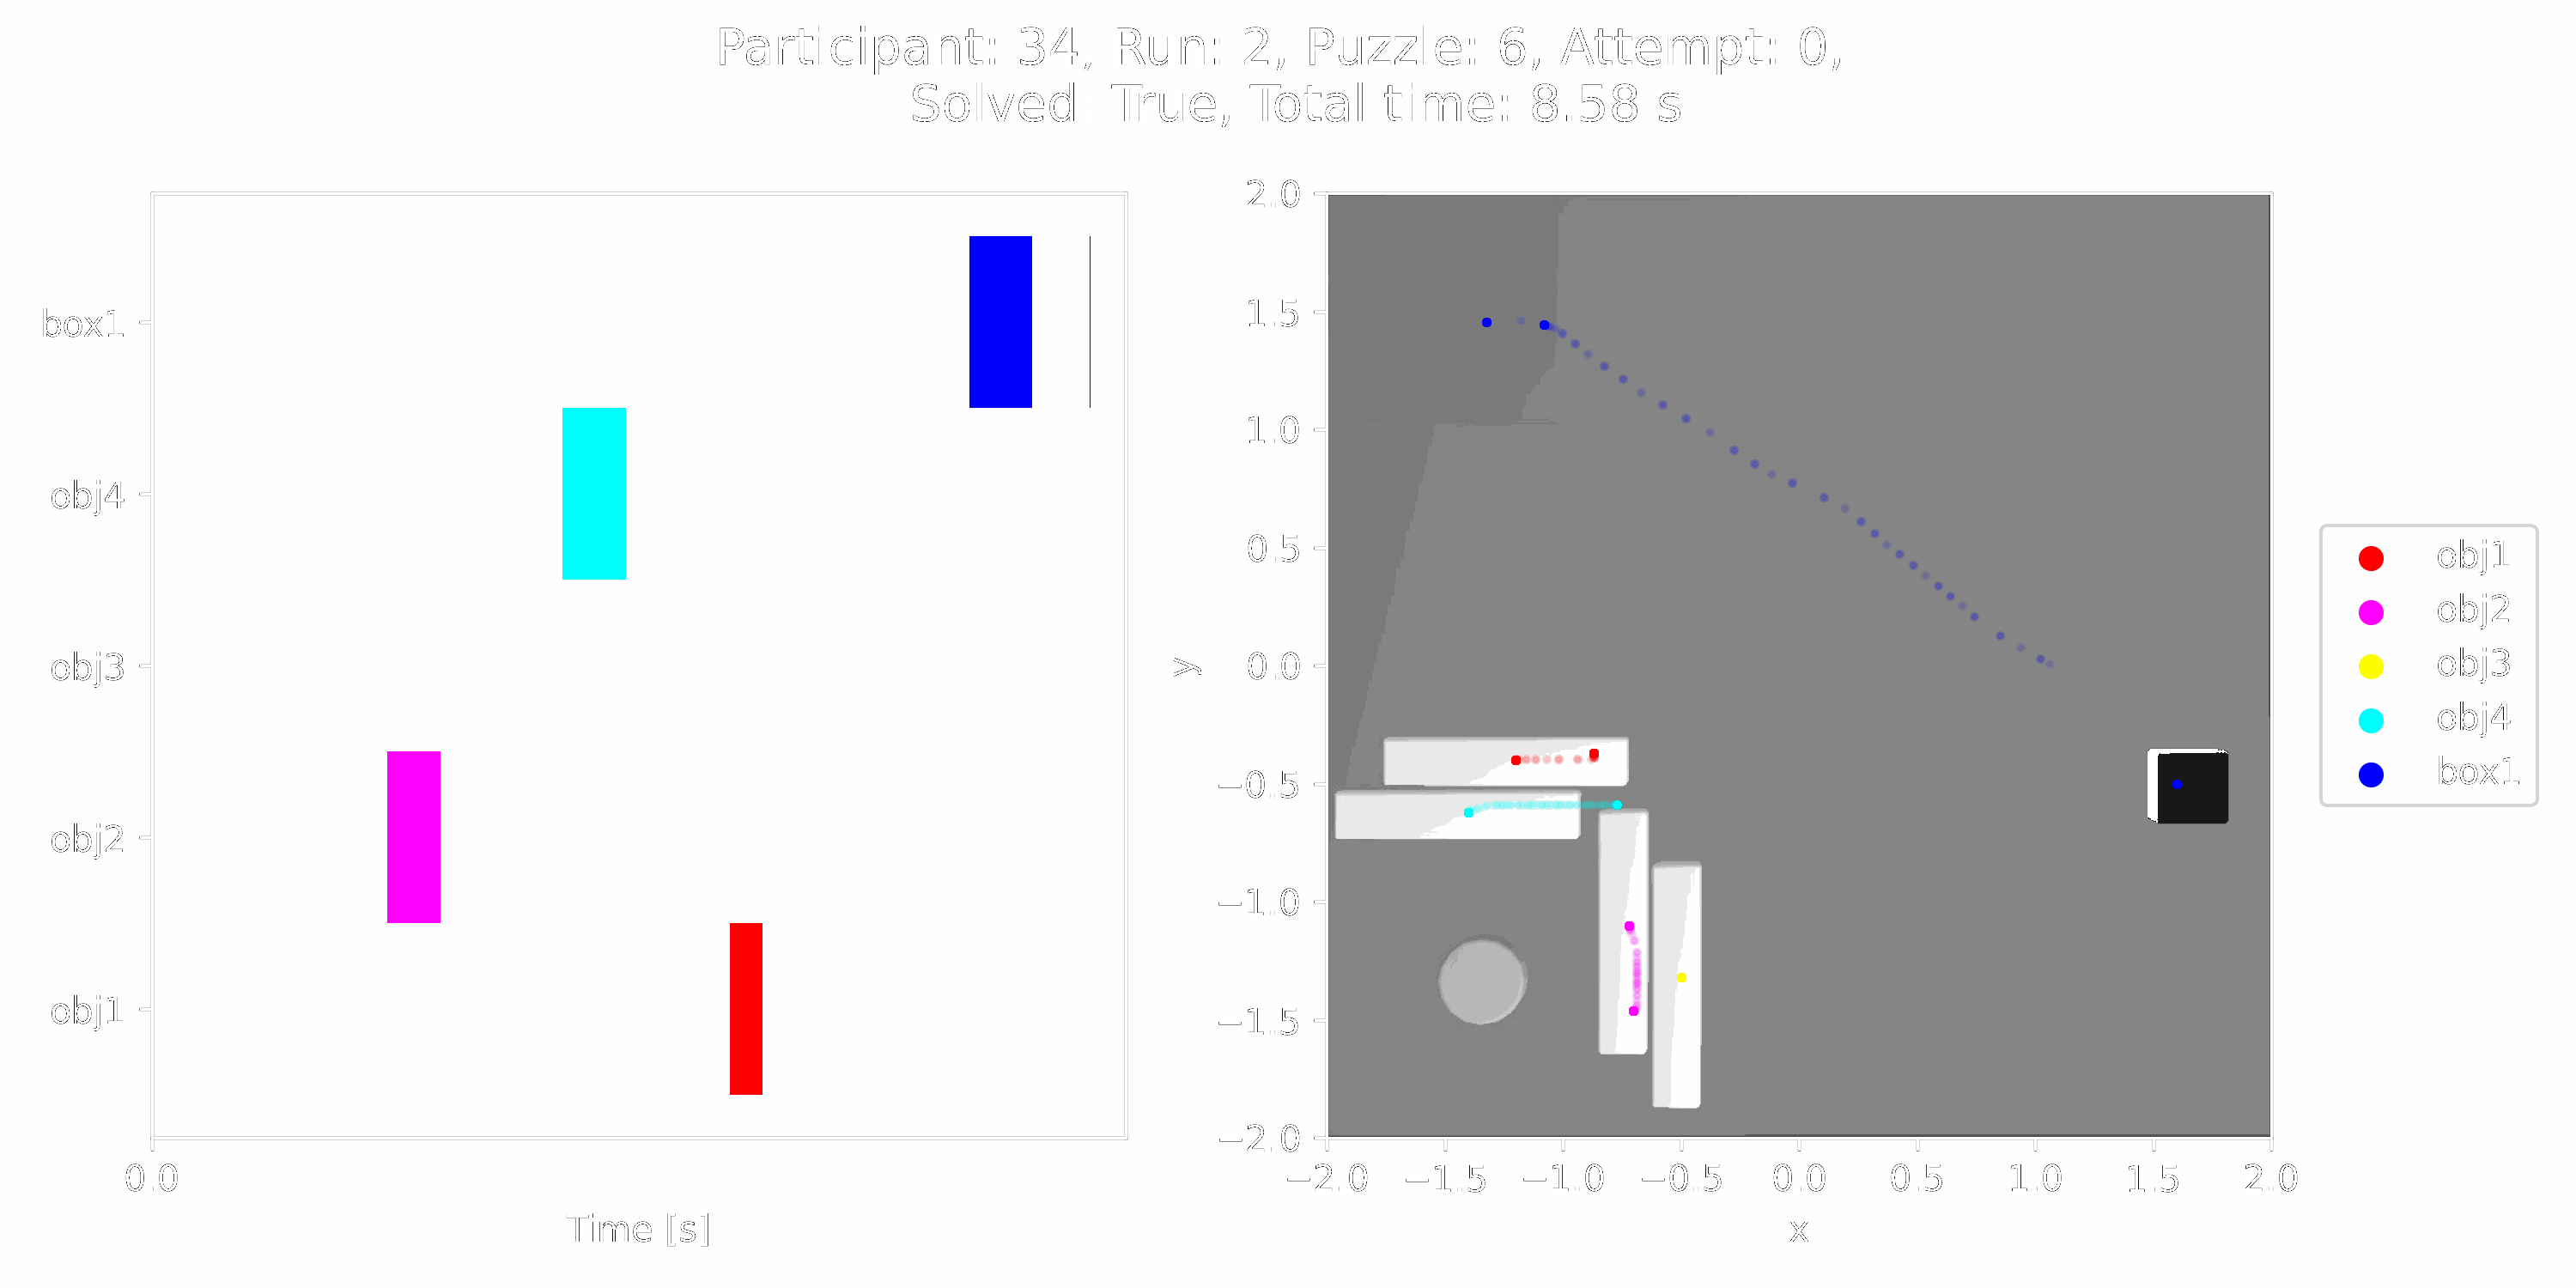 Participant: 34, Run: 2, Puzzle: 6, Attempt: 0,
Solved True, Total time: 8.58 s
box1
obj4
obj3
obj2
obj1
0.0
Time [s]
2.0
1.5
1.0
0.5
0.0
−0.5
−1.0
−1.5
−2.0
y
−2.0 −1.5 −1.0 −0.5 0.0 0.5 1.0 1.5 2.0
x
obj1
obj2
obj3
obj4
box1